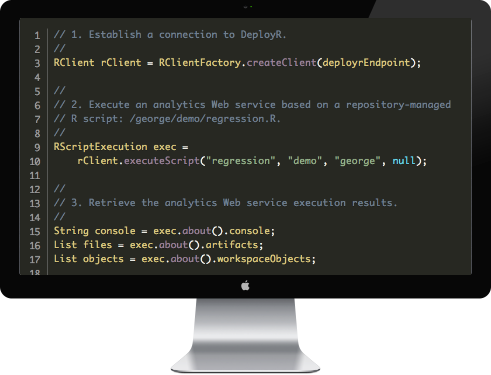 1 // 1. Establish a connection to DeployR.
2 //
3 RClient rClient = RClientFactory.createClient(deployrEndpoint);
4
5 //
6 // 2. Execute an analytics Web service based on a repository-managed
7 // R script: /george/demo/regression.R.
8 //
9 RScriptExecution exec =
10 rClient.executeScript("regression", "demo", "george", null);
11
12 //
13 // 3. Retrieve the analytics Web service execution results.
14 //
15 String console = exec.about().console;
16 List files = exec.about().artifacts;
17 List objects = exec.about().workspaceObjects;
18